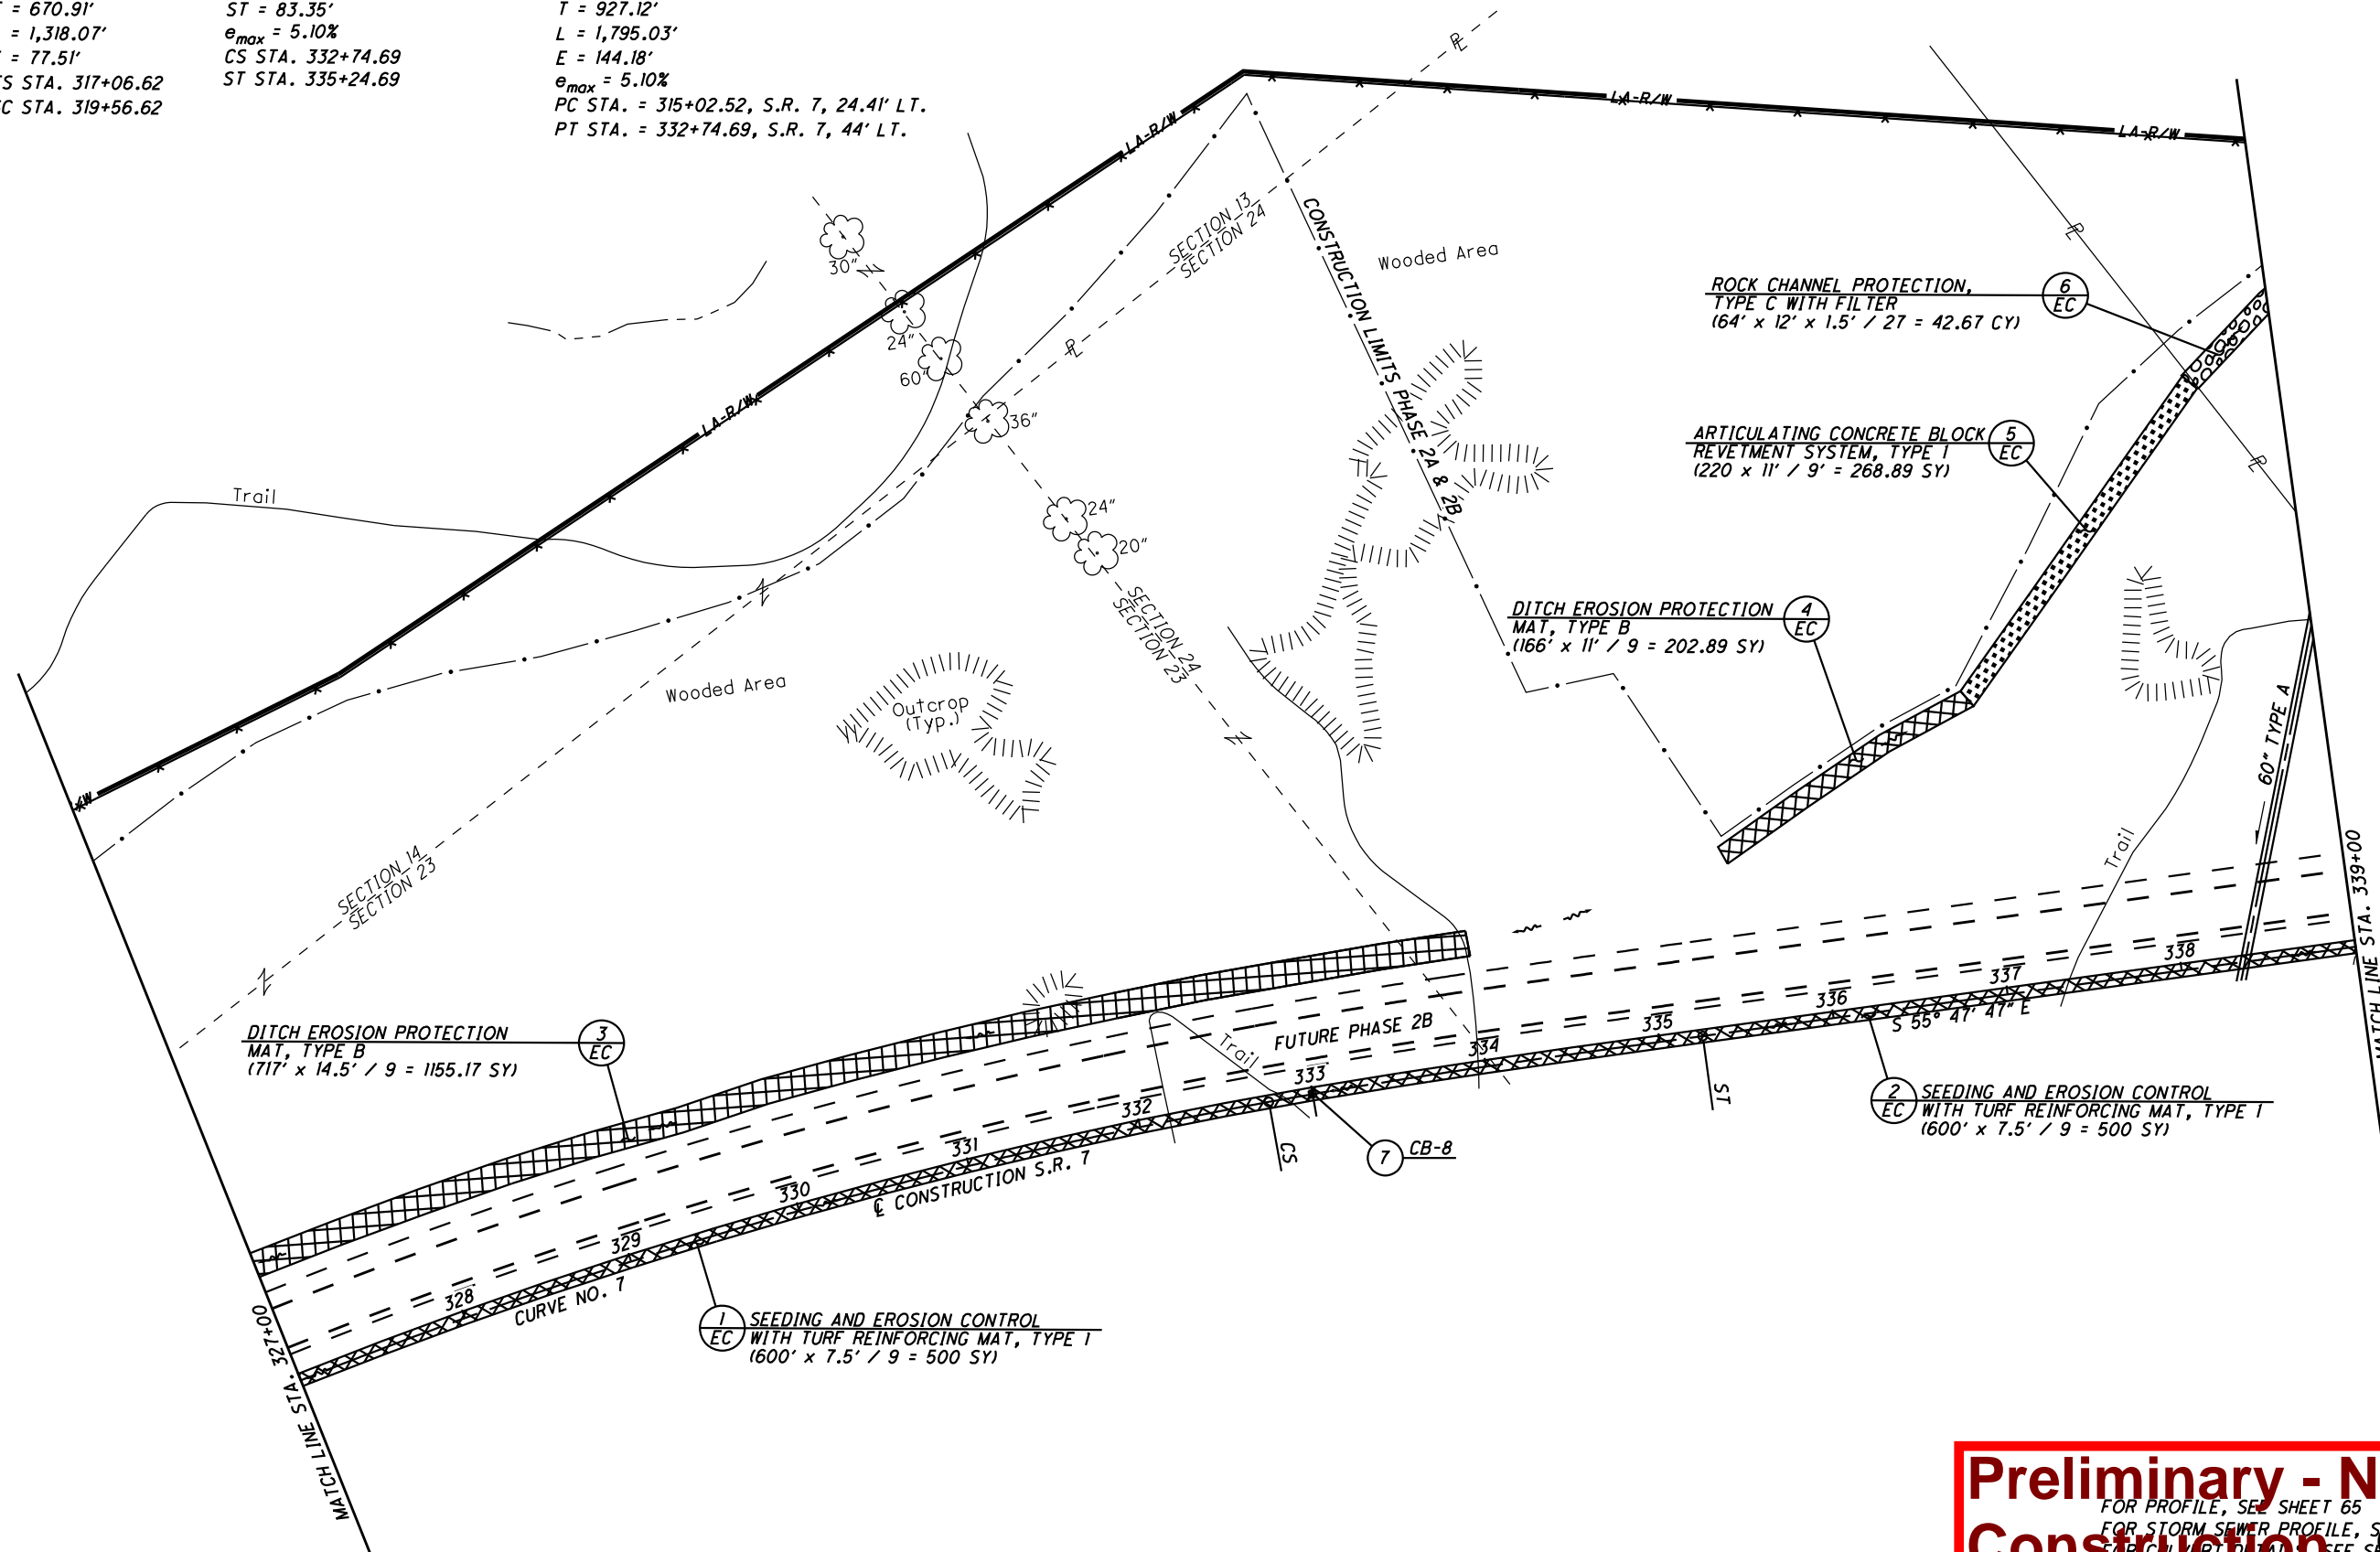 = 670.91'
= 1,318.07'
= 77.51'
S STA. 317+06.62
C STA. 319+56.62
ST = 83.35'
emax = 5.10%
CS STA. 332+74.69
ST STA. 335+24.69
T = 927.12'
L = 1,795.03'
E = 144.18'
emax = 5.10%
PC STA. = 315+02.52, S.R. 7, 24.41' LT.
PT STA. = 332+74.69, S.R. 7, 44' LT.
LA-R/W
LA-R/W
LA-R/W
LA-R/W
/W
SECTION 13
SECTION 24
CONSTRUCTION LIMITS PHASE 2A & 2B
Wooded Area
30"
24"
60"
36"
24"
20"
ROCK CHANNEL PROTECTION,
TYPE C WITH FILTER
(64' x 12' x 1.5' / 27 = 42.67 CY)
6
EC
ARTICULATING CONCRETE BLOCK
REVETMENT SYSTEM, TYPE 1
(220 x 11' / 9' = 268.89 SY)
5
EC
Trail
DITCH EROSION PROTECTION
MAT, TYPE B
(166' x 11' / 9 = 202.89 SY)
4
EC
SECTION 24
SECTION 23
Wooded Area
Outcrop
(Typ.)
60" TYPE A
Trail
SECTION 14
SECTION 23
MATCH LINE STA. 339+00
DITCH EROSION PROTECTION
MAT, TYPE B
(717' x 14.5' / 9 = 1155.17 SY)
3
EC
FUTURE PHASE 2B
Trail
328
329
330
331
332
333
334
335
336
337
338
S 55° 47' 47" E
ST
CS
2
EC
SEEDING AND EROSION CONTROL
WITH TURF REINFORCING MAT, TYPE 1
(600' x 7.5' / 9 = 500 SY)
7
CB-8
℄ CONSTRUCTION S.R. 7
CURVE NO. 7
1
EC
SEEDING AND EROSION CONTROL
WITH TURF REINFORCING MAT, TYPE 1
(600' x 7.5' / 9 = 500 SY)
MATCH LINE STA. 327+00
Preliminary - N
Construction
FOR PROFILE, SEE SHEET 65
FOR STORM SEWER PROFILE, S